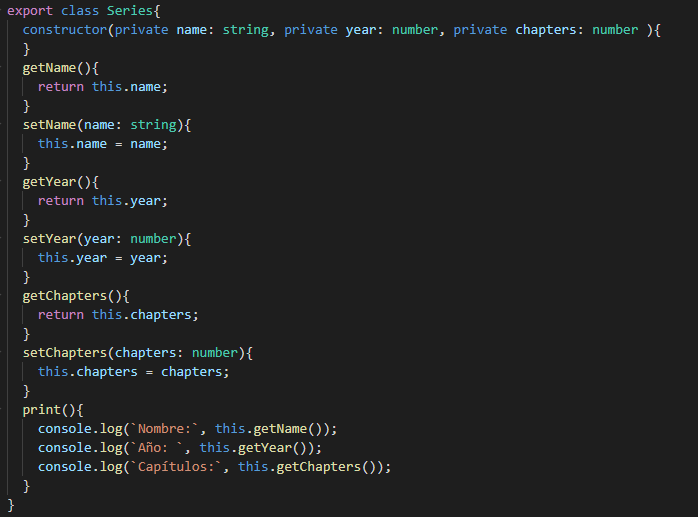 export class Series{
  constructor(private name: string, private year: number, private chapters: number ){
  }
  getName(){
    return this.name;
  }
  setName(name: string){
    this.name = name;
  }
  getYear(){
    return this.year;
  }
  setYear(year: number){
    this.year = year;
  }
  getChapters(){
    return this.chapters;
  }
  setChapters(chapters: number){
    this.chapters = chapters;
  }
  print(){
    console.log(`Nombre:`, this.getName());
    console.log(`Año: `, this.getYear());
    console.log(`Capítulos:`, this.getChapters());
  }
}